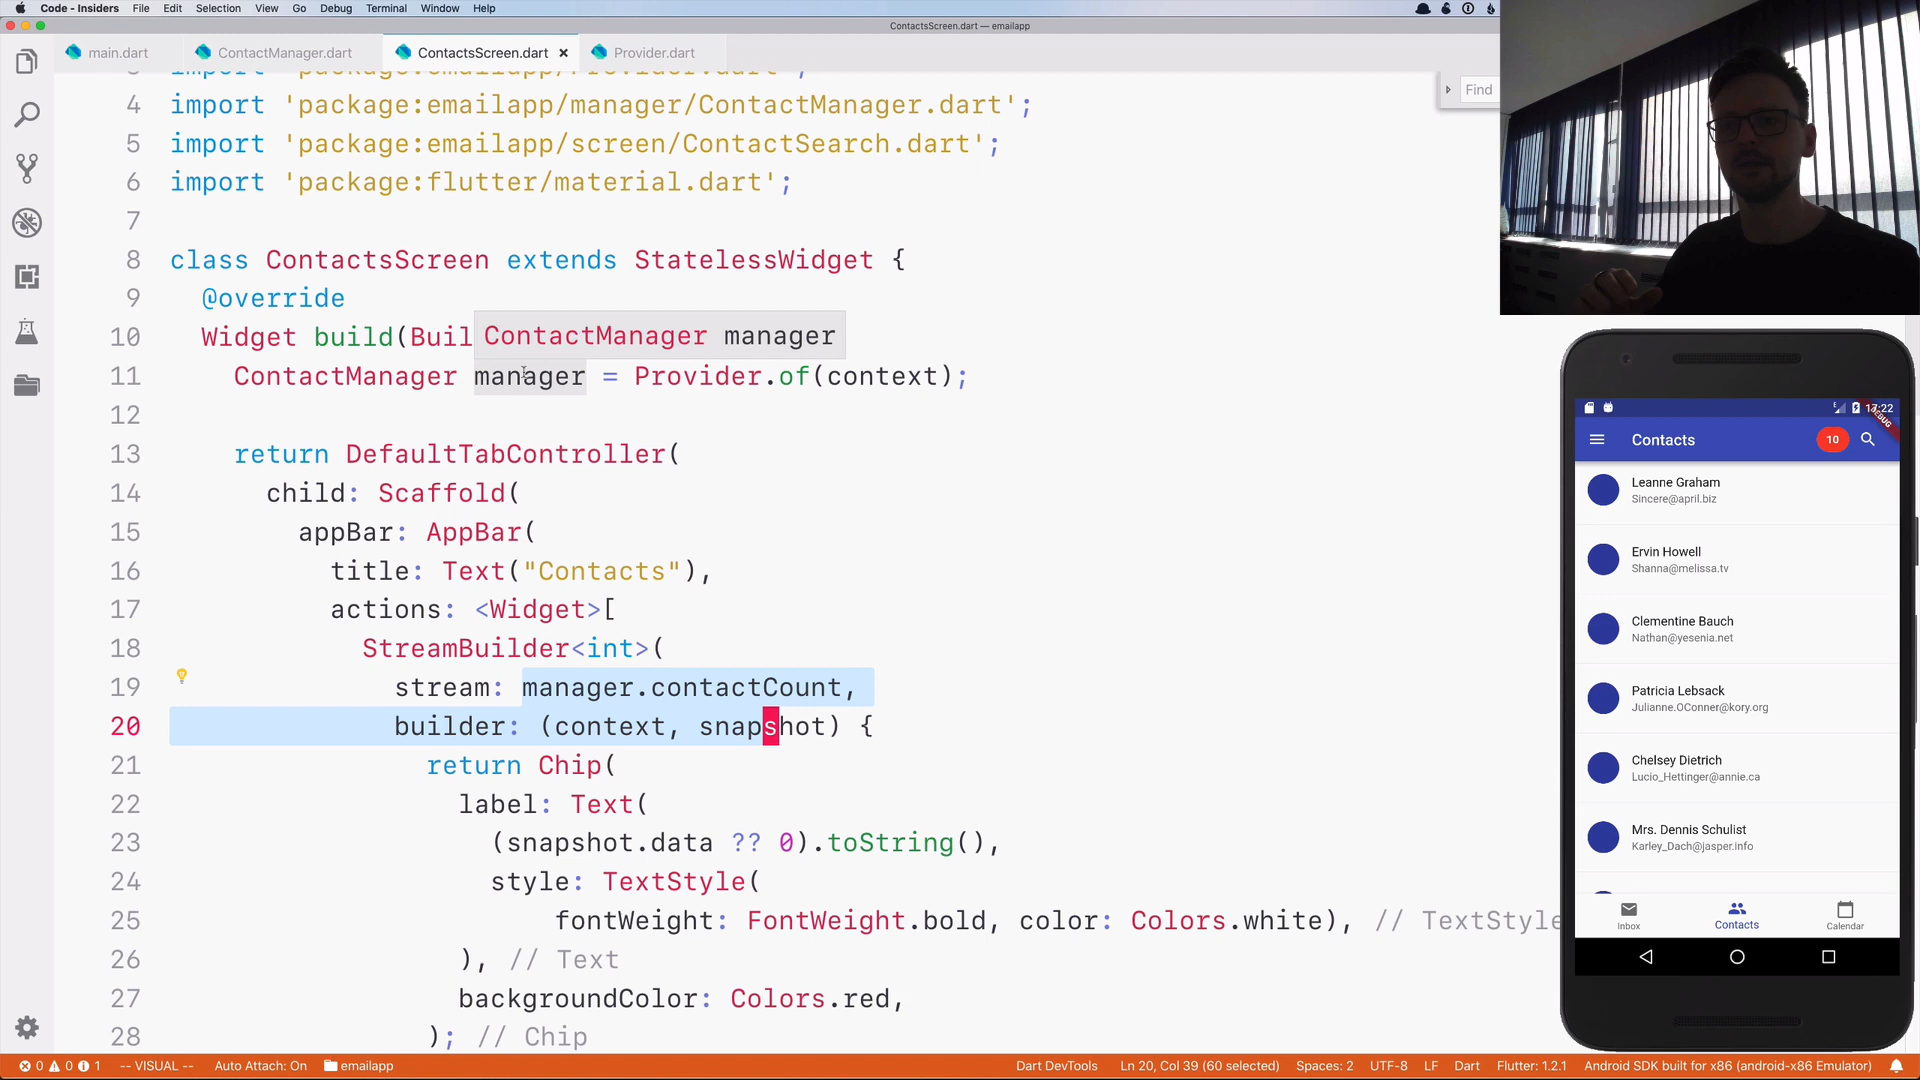 Code - Insiders File Edit Selection View Go Debug Terminal Window Help
ContactsScreen.dart — emailapp
main.dart ContactManager.dart ContactsScreen.dart Provider.dart
Find
3 import 'package:emailapp/Provider.dart';
4 import 'package:emailapp/manager/ContactManager.dart';
5 import 'package:emailapp/screen/ContactSearch.dart';
6 import 'package:flutter/material.dart';
7
8 class ContactsScreen extends StatelessWidget {
9 @override
10 Widget build(Buil
ContactManager manager
11 ContactManager manager = Provider.of(context);
12
13 return DefaultTabController(
14 child: Scaffold(
15 appBar: AppBar(
16 title: Text("Contacts"),
17 actions: <Widget>[
18 StreamBuilder<int>(
19 stream: manager.contactCount,
20 builder: (context, snapshot) {
21 return Chip(
22 label: Text(
23 (snapshot.data ?? 0).toString(),
24 style: TextStyle(
25 fontWeight: FontWeight.bold, color: Colors.white), // TextStyle
26 ), // Text
27 backgroundColor: Colors.red,
28 ); // Chip
17:22
DEBUG
Contacts 10
Leanne Graham
Sincere@april.biz
Ervin Howell
Shanna@melissa.tv
Clementine Bauch
Nathan@yesenia.net
Patricia Lebsack
Julianne.OConner@kory.org
Chelsey Dietrich
Lucio_Hettinger@annie.ca
Mrs. Dennis Schulist
Karley_Dach@jasper.info
Inbox Contacts Calendar
0 0 1 -- VISUAL -- Auto Attach: On emailapp Dart DevTools Ln 20, Col 39 (60 selected) Spaces: 2 UTF-8 LF Dart Flutter: 1.2.1 Android SDK built for x86 (android-x86 Emulator)